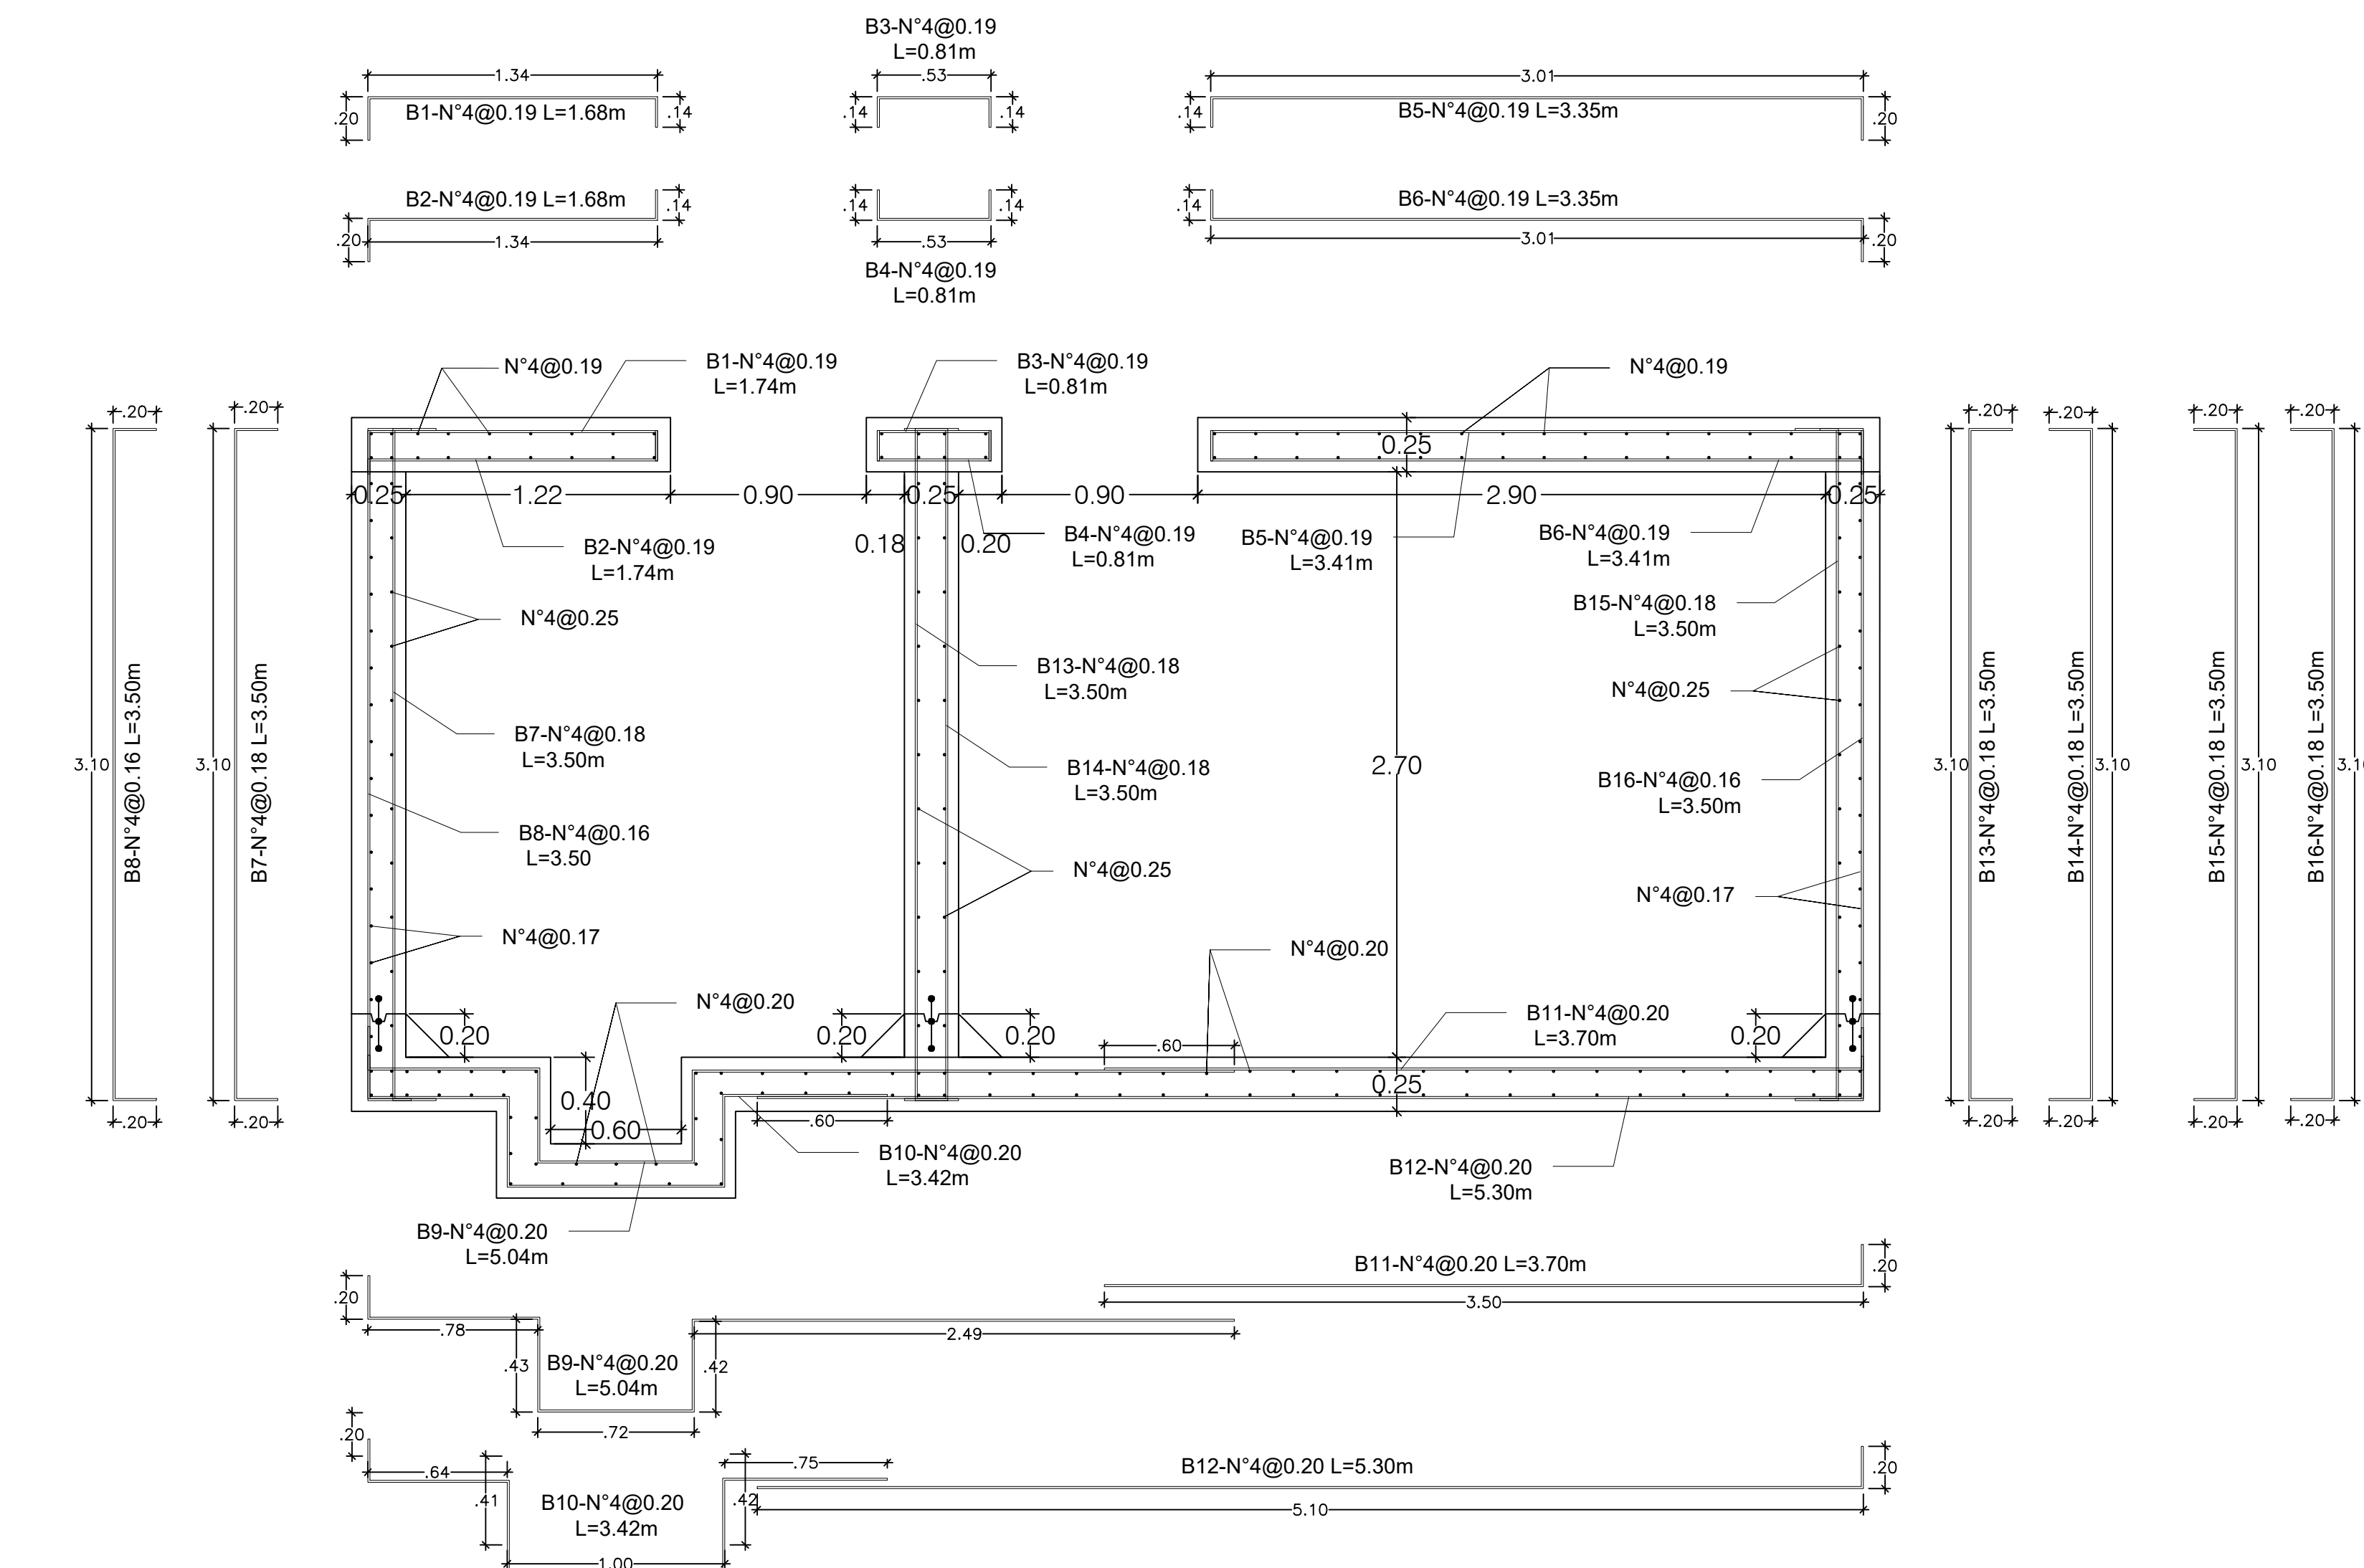 B3-N°4@0.19
L=0.81m
1.34
.53
3.01
.20
B1-N°4@0.19 L=1.68m
.14
.14
.14
.14
B5-N°4@0.19 L=3.35m
.20
B2-N°4@0.19 L=1.68m
.14
.14
.14
.14
B6-N°4@0.19 L=3.35m
.20
1.34
.53
3.01
.20
B4-N°4@0.19
L=0.81m
N°4@0.19
B1-N°4@0.19
L=1.74m
B3-N°4@0.19
L=0.81m
N°4@0.19
.20
.20
.20
.20
.20
.20
0.25
0.25
1.22
0.90
0.25
0.90
2.90
0.25
B2-N°4@0.19
L=1.74m
0.18
0.20
B4-N°4@0.19
L=0.81m
B5-N°4@0.19
L=3.41m
B6-N°4@0.19
L=3.41m
N°4@0.25
B15-N°4@0.18
L=3.50m
B13-N°4@0.18
L=3.50m
N°4@0.25
B7-N°4@0.18
L=3.50m
B14-N°4@0.18
L=3.50m
2.70
B16-N°4@0.16
L=3.50m
3.10
B8-N°4@0.16 L=3.50m
3.10
B7-N°4@0.18 L=3.50m
3.10
B13-N°4@0.18 L=3.50m
B14-N°4@0.18 L=3.50m
3.10
B15-N°4@0.18 L=3.50m
3.10
B16-N°4@0.18 L=3.50m
B8-N°4@0.16
L=3.50
N°4@0.25
N°4@0.17
N°4@0.17
N°4@0.20
N°4@0.20
B11-N°4@0.20
L=3.70m
0.20
0.20
0.20
0.20
.60
0.25
0.40
0.60
.60
.20
.20
.20
.20
.20
.20
B10-N°4@0.20
L=3.42m
B12-N°4@0.20
L=5.30m
B9-N°4@0.20
L=5.04m
B11-N°4@0.20 L=3.70m
.20
3.50
.20
.78
2.49
.43
B9-N°4@0.20
L=5.04m
.42
.72
.20
.64
.75
B12-N°4@0.20 L=5.30m
.20
.41
B10-N°4@0.20
L=3.42m
.42
5.10
1.00